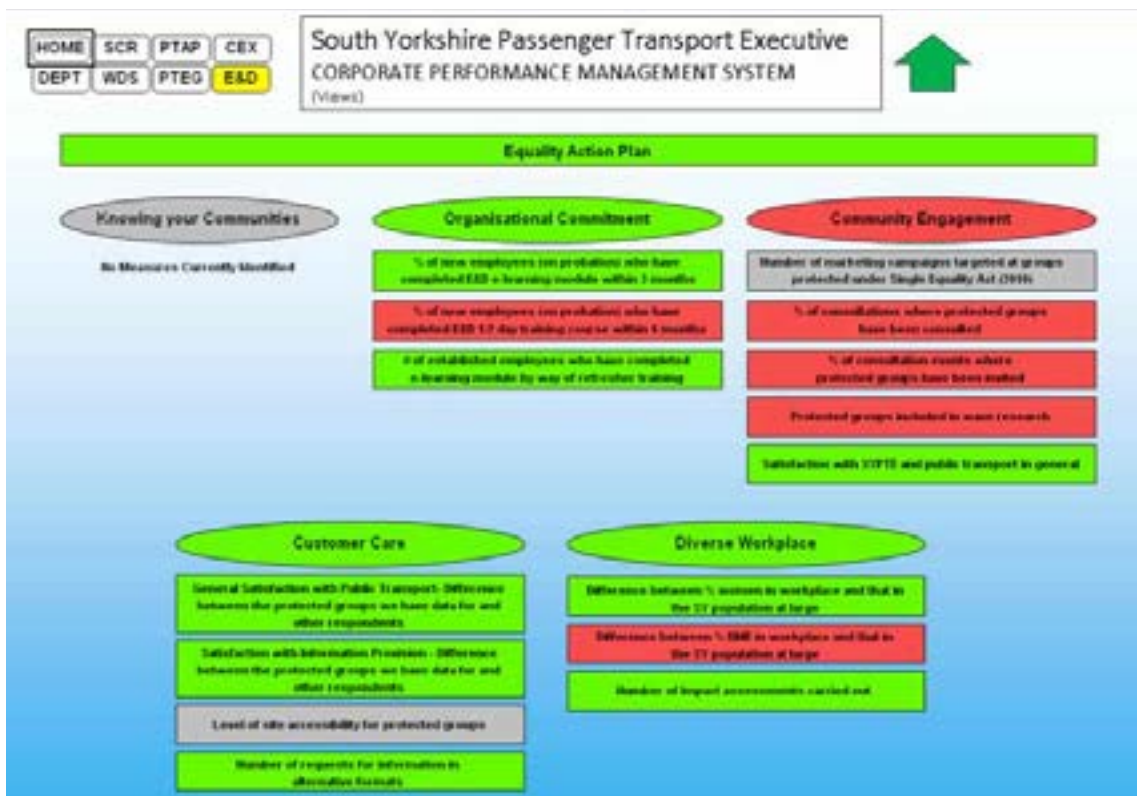 HOME SCR PTAP CEX
DEPT WDS PTEG E&D
South Yorkshire Passenger Transport Executive
CORPORATE PERFORMANCE MANAGEMENT SYSTEM
(Views)
Equality Action Plan
Knowing your Communities
No Measures Currently Identified
Organisational Commitment
% of new employees (on probation) who have
completed E&D e-learning module within 3 months
% of new employees (on probation) who have
completed E&D 1/2 day training course within 6 months
# of established employees who have completed
e-learning module by way of refresher training
Community Engagement
Number of marketing campaigns targeted at groups
protected under Single Equality Act (2010)
% of consultations where protected groups
have been consulted
% of consultation events where
protected groups have been invited
Protected groups included in research
Satisfaction with SYPTE and public transport in general
Customer Care
General Satisfaction with Public Transport- Difference
between the protected groups we have data for and
other respondents
Satisfaction with Information Provision - Difference
between the protected groups we have data for and
other respondents
Level of site accessibility for protected groups
Number of requests for information in
alternative formats
Diverse Workplace
Difference between % women in workplace and that in
the SY population at large
Difference between % BME in workplace and that in
the SY population at large
Number of impact assessments carried out